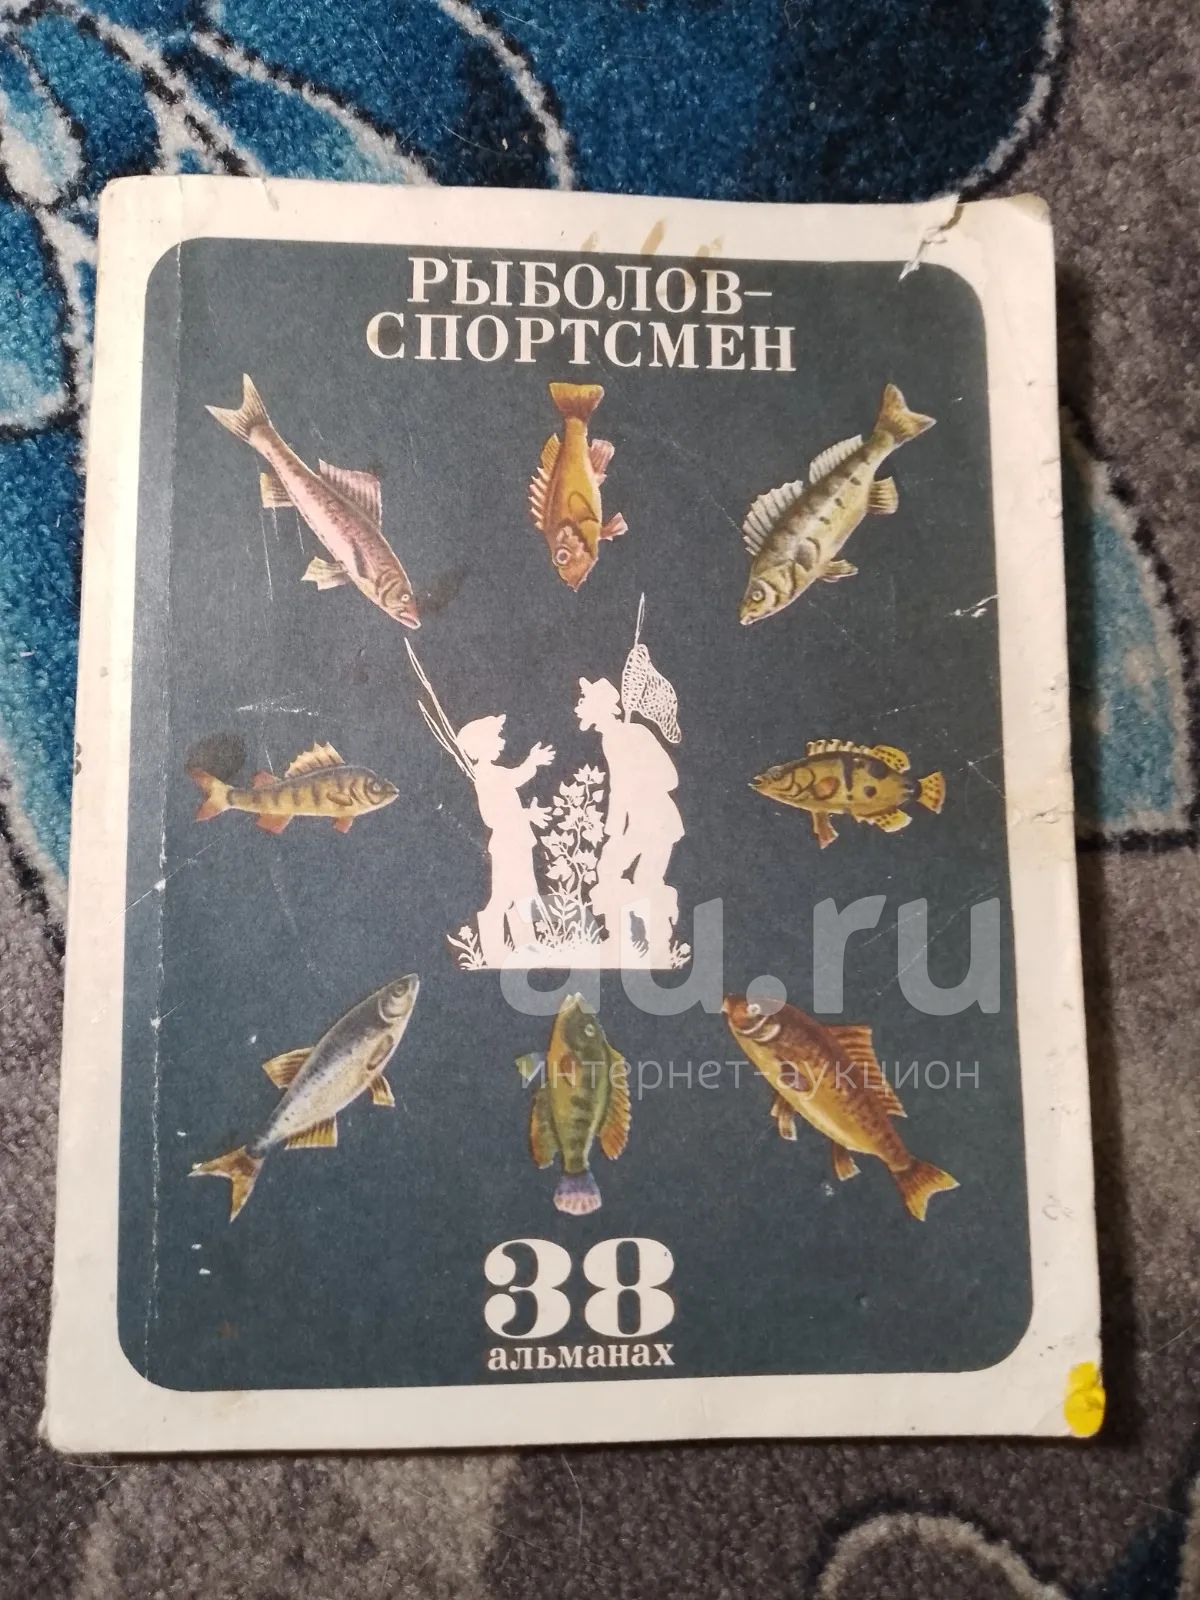 РЫБОЛОВ-
СПОРТСМЕН
au.ru
интернет-аукцион
38
альманах